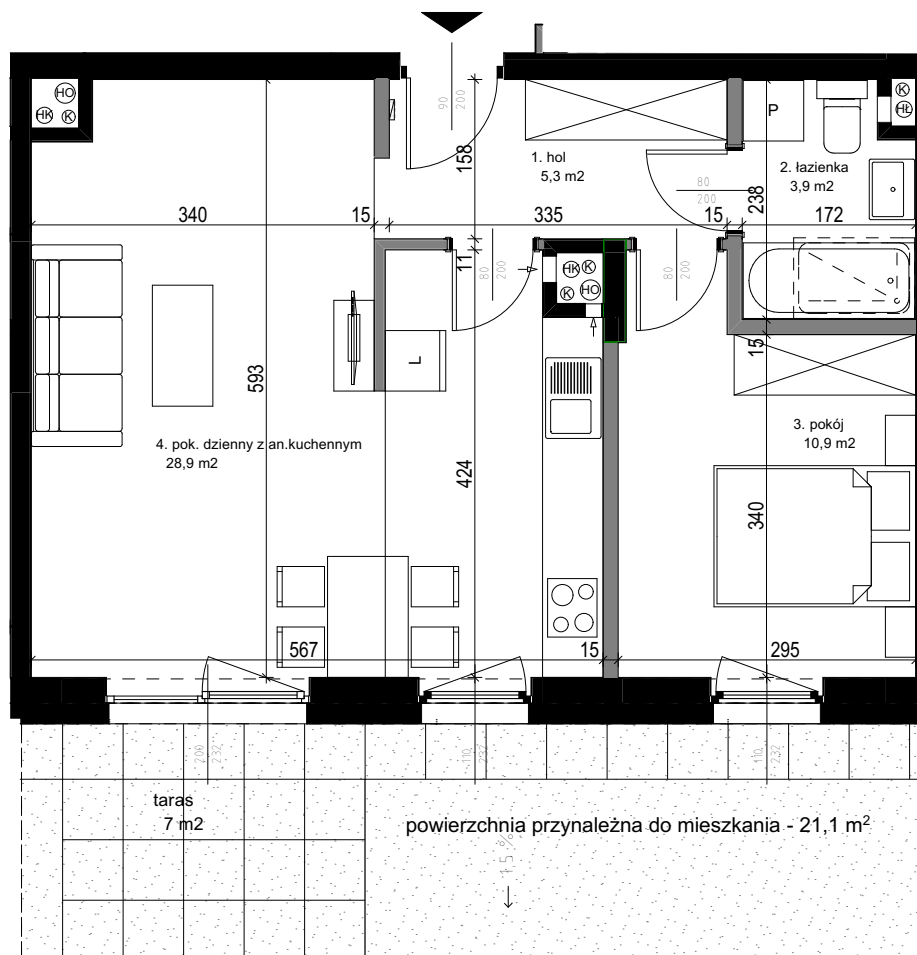 HO
HK K
90
200
158
1. hol
5,3 m2
P
K
HŁ
2. łazienka
3,9 m2
80
200
238
340
15
335
15
172
11
80
200
HK K
K HO
80
200
L
15
593
424
3. pokój
10,9 m2
4. pok. dzienny z an.kuchennym
28,9 m2
340
567
15
295
200
232
110
232
110
232
taras
7 m2
powierzchnia przynależna do mieszkania - 21,1 m²
1.5 %